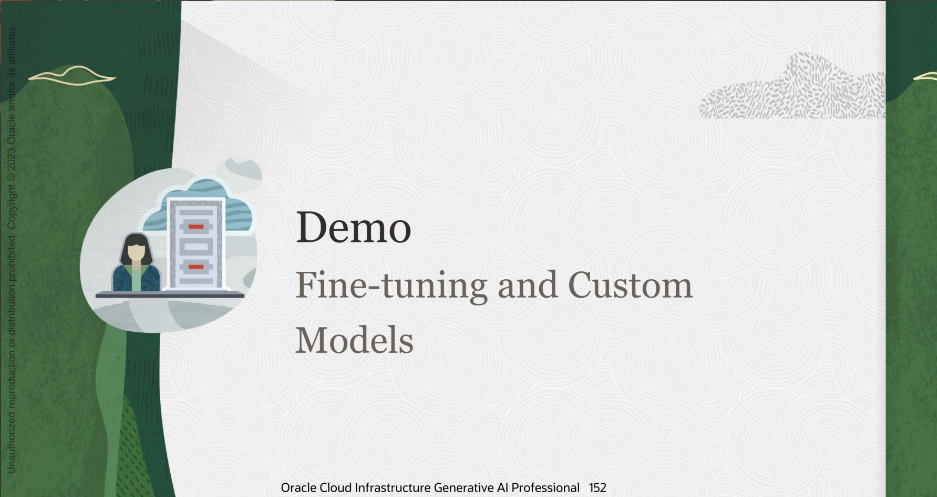 Unauthorized reproduction or distribution prohibited. Copyright © 2023 Oracle and/or its affiliates
Demo
Fine-tuning and Custom
Models
Oracle Cloud Infrastructure Generative AI Professional 152